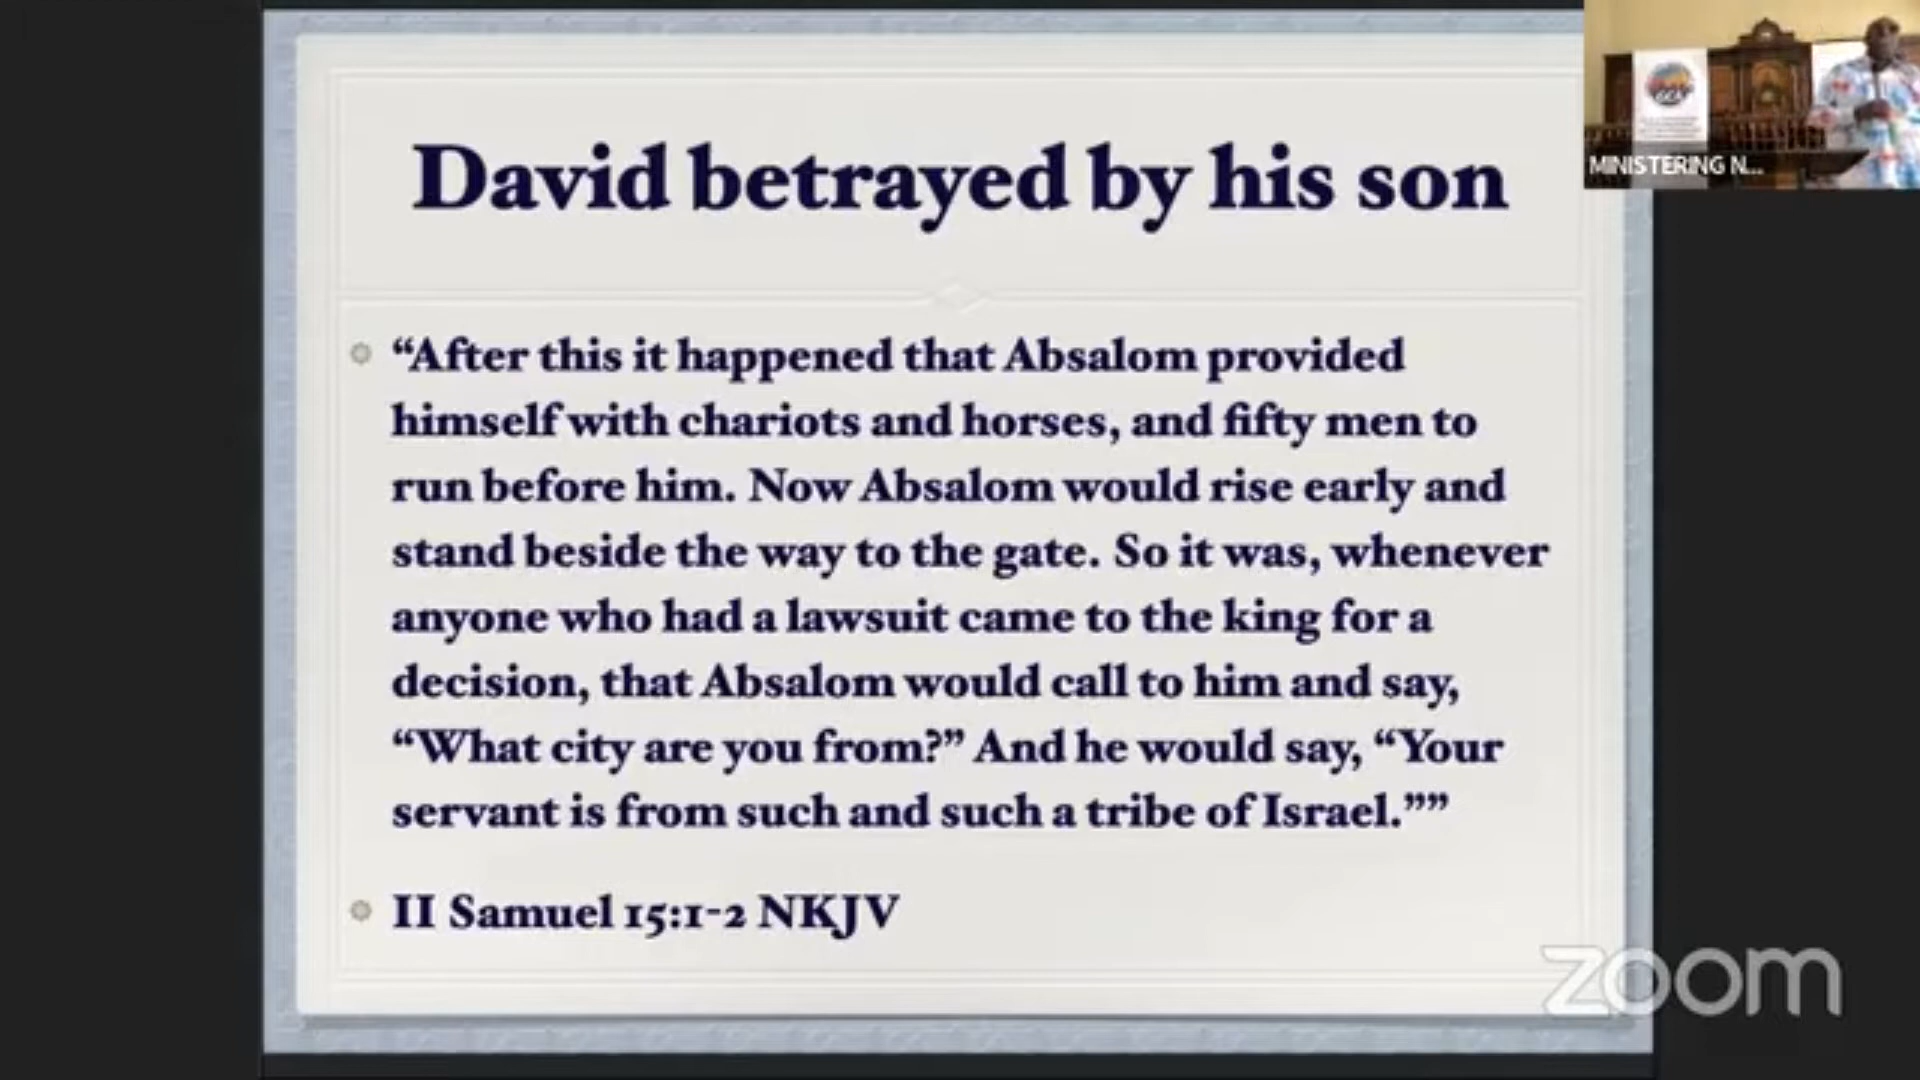 David betrayed by his son
“After this it happened that Absalom provided
himself with chariots and horses, and fifty men to
run before him. Now Absalom would rise early and
stand beside the way to the gate. So it was, whenever
anyone who had a lawsuit came to the king for a
decision, that Absalom would call to him and say,
“What city are you from?” And he would say, “Your
servant is from such and such a tribe of Israel.””
II Samuel 15:1-2 NKJV
MINISTERING N...
zoom